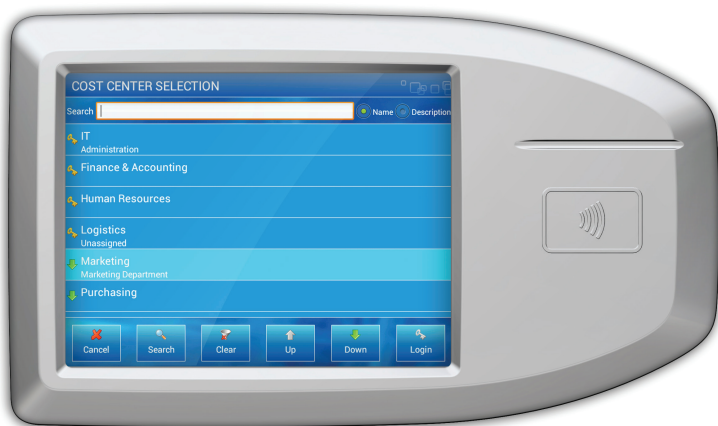 COST CENTER SELECTION
Search
Name Description
IT
Administration
Finance & Accounting
Human Resources
Logistics
Unassigned
Marketing
Marketing Department
Purchasing
Cancel Search Clear Up Down Login